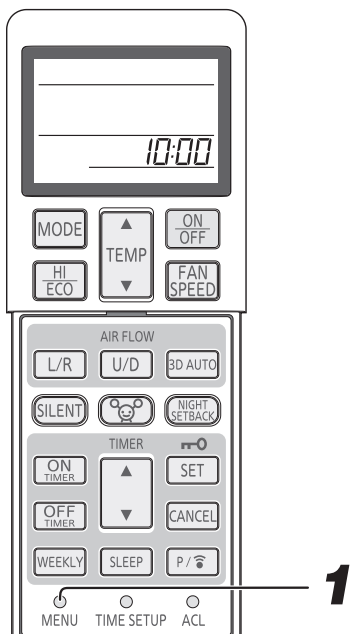 10:00
MODE
TEMP
ON
OFF
HI
ECO
FAN
SPEED
AIR FLOW
L/R
U/D
3D AUTO
SILENT
NIGHT
SETBACK
TIMER
ON
TIMER
SET
OFF
TIMER
CANCEL
WEEKLY
SLEEP
P/
MENU
TIME SETUP
ACL
1